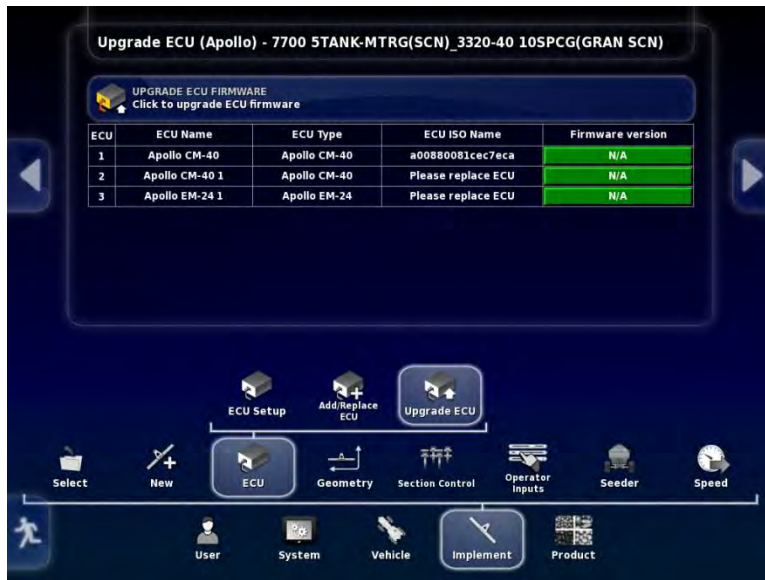 Upgrade ECU (Apollo) - 7700 5TANK-MTRG(SCN)_3320-40 10SPCG(GRAN SCN)
UPGRADE ECU FIRMWARE
Click to upgrade ECU firmware
ECU ECU Name ECU Type ECU ISO Name Firmware version
1 Apollo CM-40 Apollo CM-40 a00880081cec7eca N/A
2 Apollo CM-40 1 Apollo CM-40 Please replace ECU N/A
3 Apollo EM-24 1 Apollo EM-24 Please replace ECU N/A
ECU Setup
Add/Replace
ECU
Upgrade ECU
Select
New
ECU
Geometry
Section Control
Operator
Inputs
Seeder
Speed
User
System
Vehicle
Implement
Product